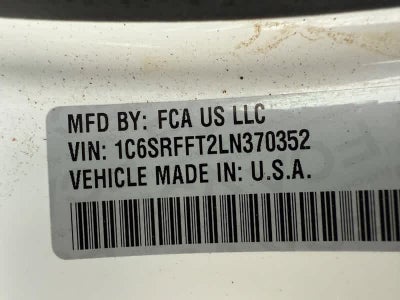 MFD BY: FCA US LLC
VIN: 1C6SRFFT2LN370352
VEHICLE MADE IN: U.S.A.